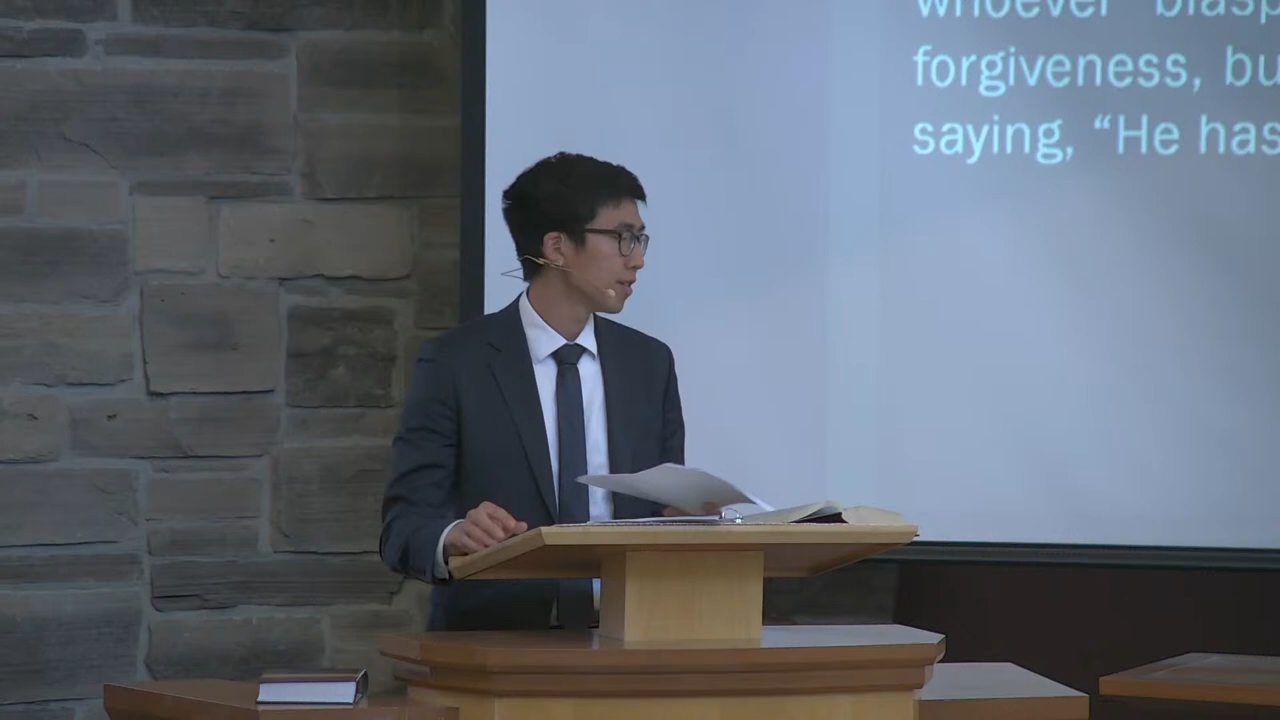 whoever blasp
forgiveness, bu
saying, “He has